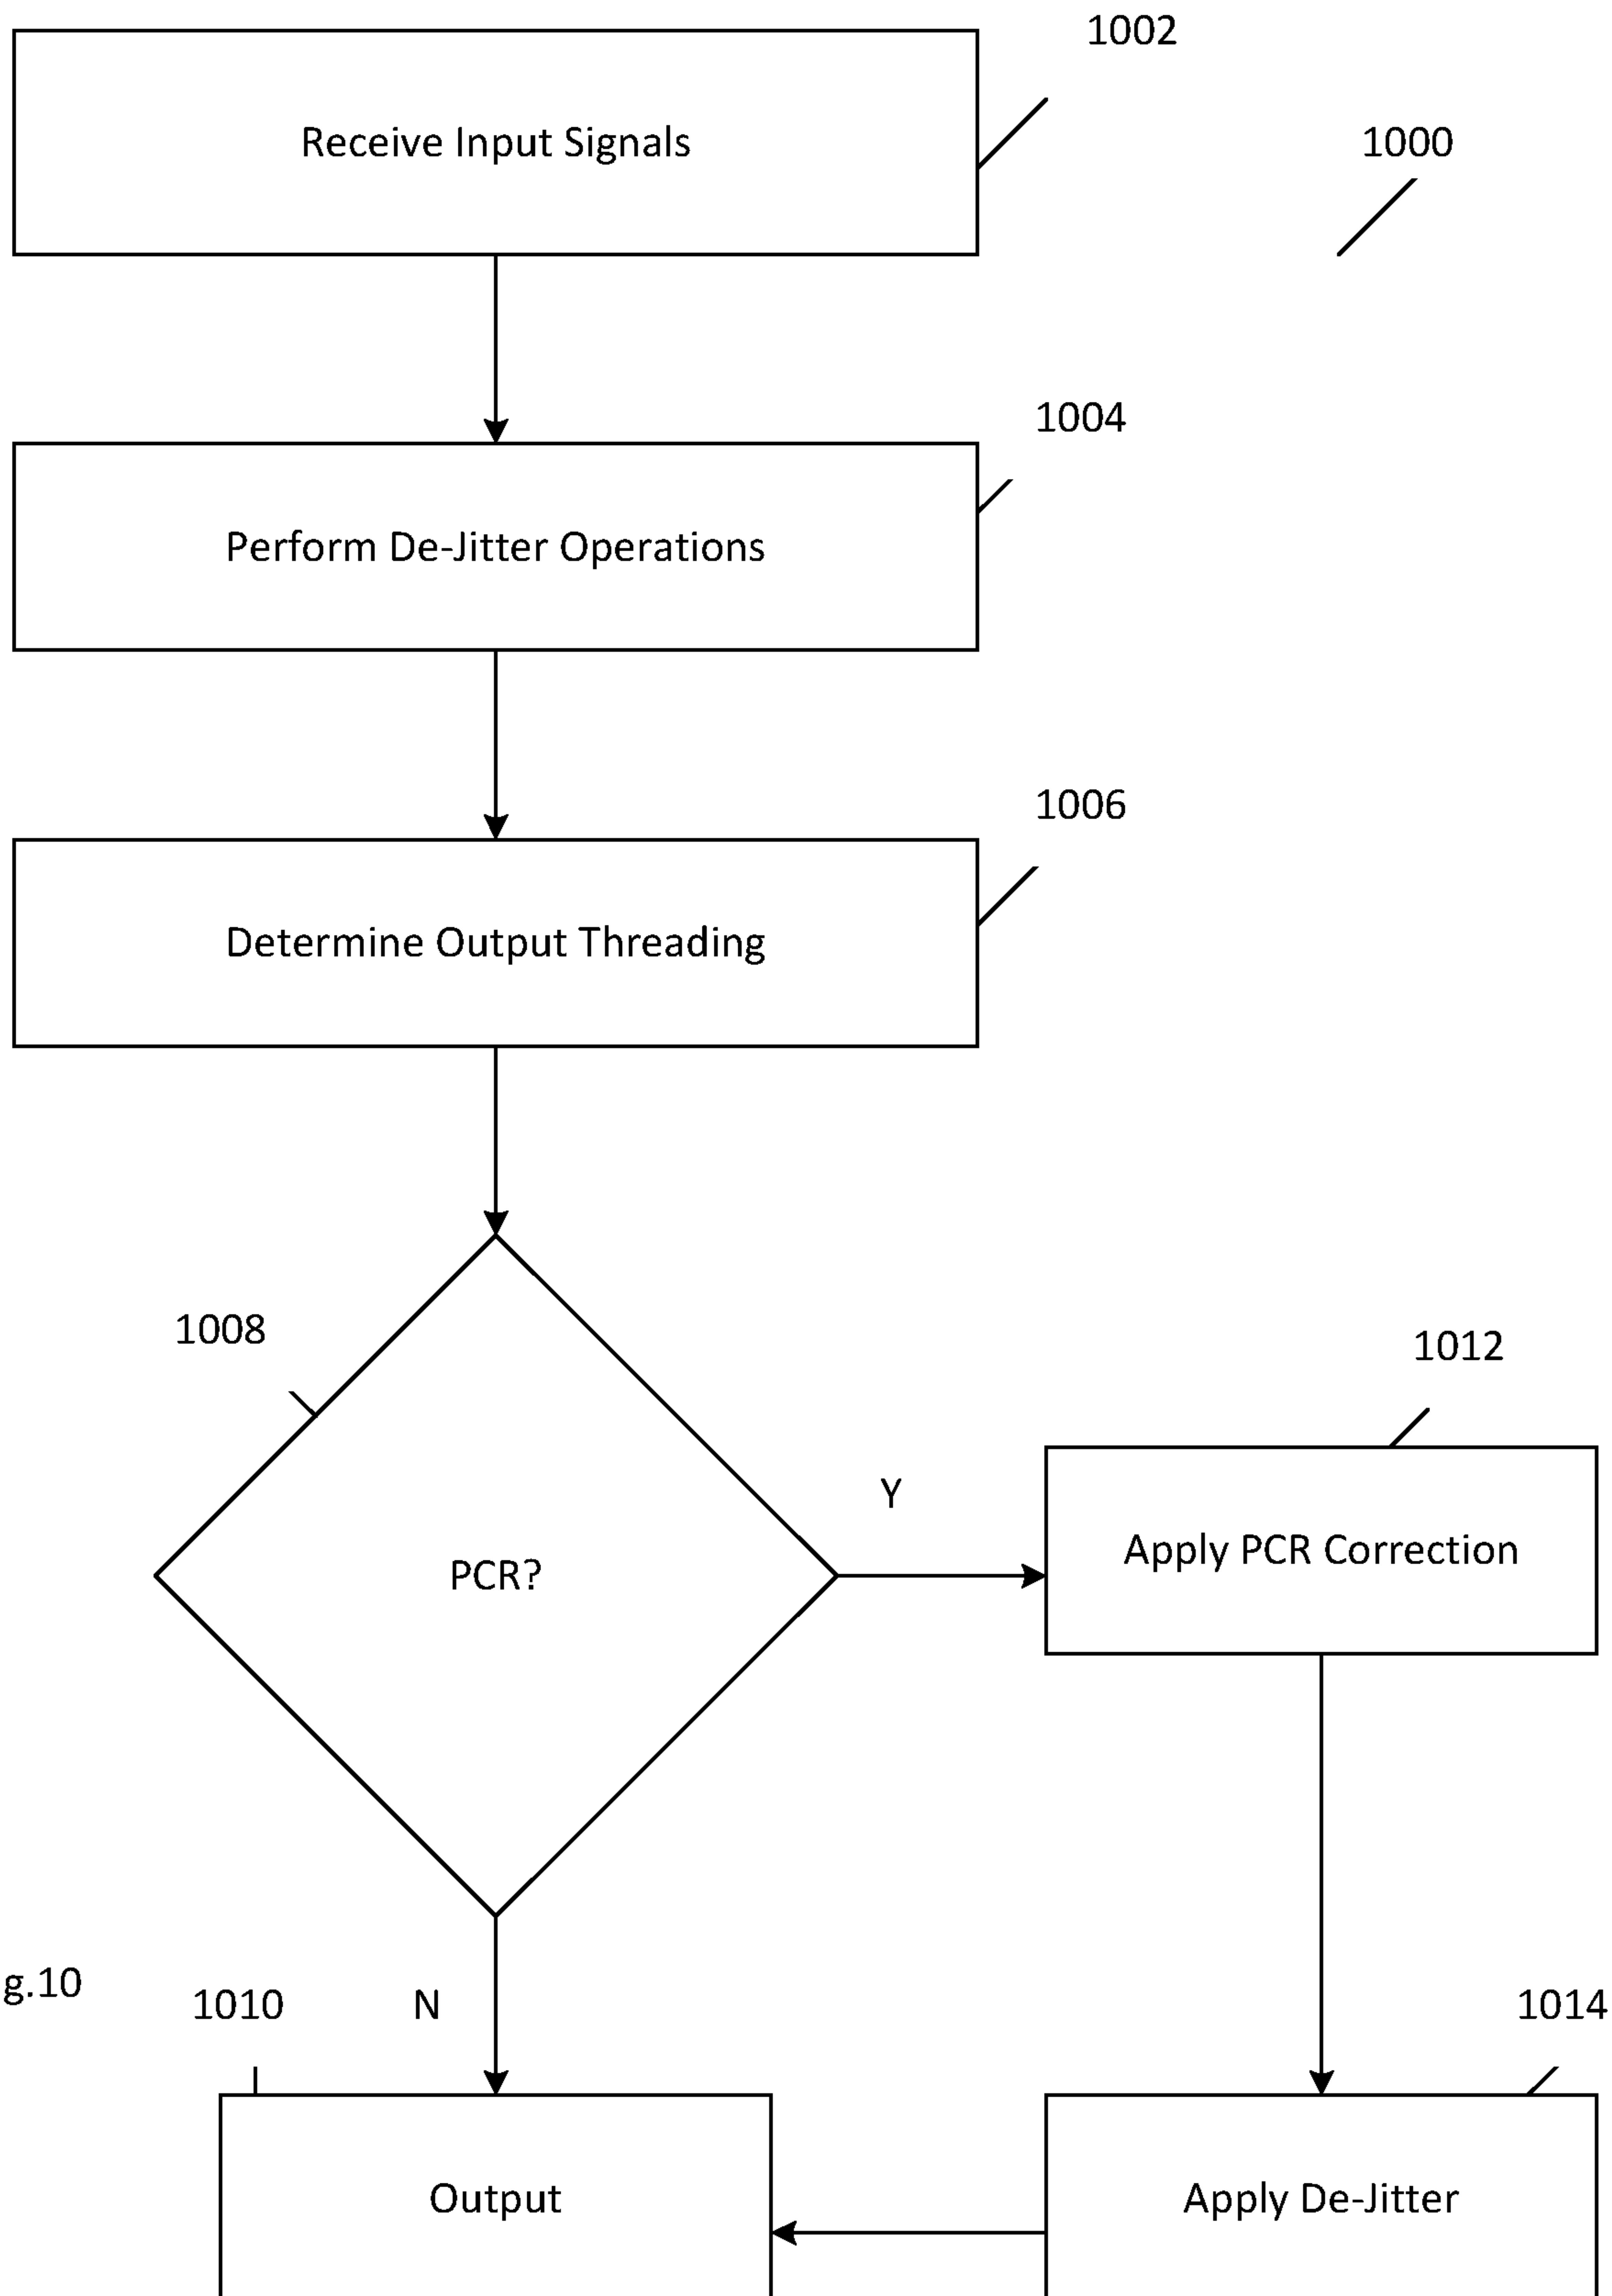 1002
Receive Input Signals
1000
1004
Perform De-Jitter Operations
1006
Determine Output Threading
1008
1012
Y
Apply PCR Correction
PCR?
g.10
1010
N
1014
Output
Apply De-Jitter